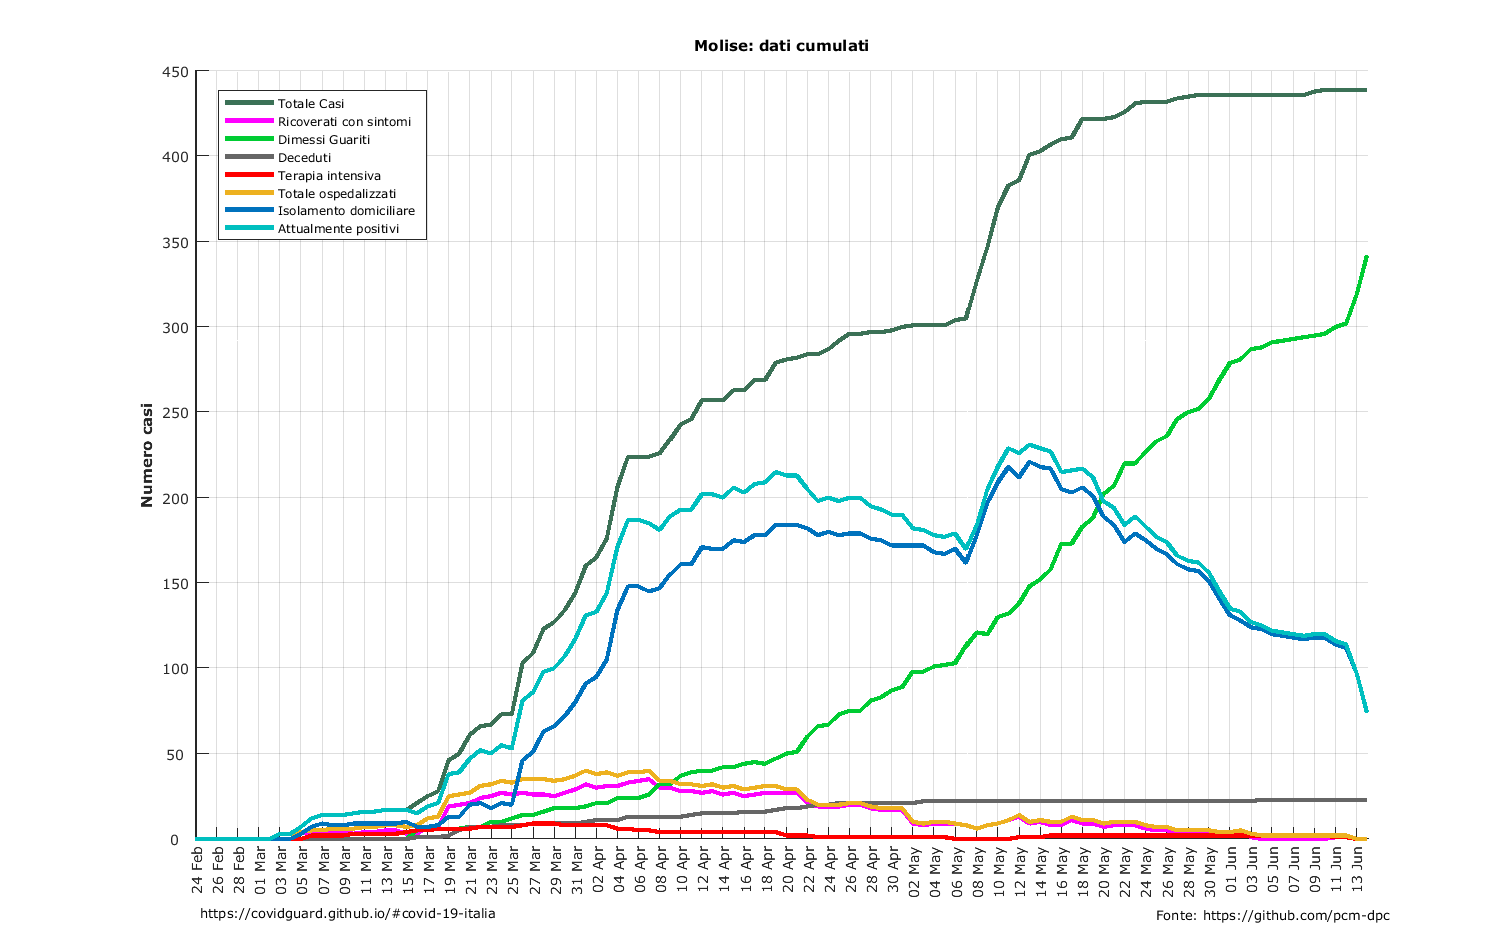 Molise: dati cumulati
450
400
350
300
250
200
150
100
50
0
Numero casi
Totale Casi
Ricoverati con sintomi
Dimessi Guariti
Deceduti
Terapia intensiva
Totale ospedalizzati
Isolamento domiciliare
Attualmente positivi
24 Feb
26 Feb
28 Feb
01 Mar
03 Mar
05 Mar
07 Mar
09 Mar
11 Mar
13 Mar
15 Mar
17 Mar
19 Mar
21 Mar
23 Mar
25 Mar
27 Mar
29 Mar
31 Mar
02 Apr
04 Apr
06 Apr
08 Apr
10 Apr
12 Apr
14 Apr
16 Apr
18 Apr
20 Apr
22 Apr
24 Apr
26 Apr
28 Apr
30 Apr
02 May
04 May
06 May
08 May
10 May
12 May
14 May
16 May
18 May
20 May
22 May
24 May
26 May
28 May
30 May
01 Jun
03 Jun
05 Jun
07 Jun
09 Jun
11 Jun
13 Jun
https://covidguard.github.io/#covid-19-italia
Fonte: https://github.com/pcm-dpc